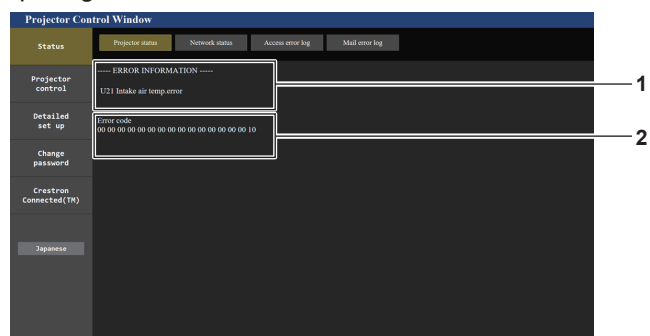 Projector Control Window
Status
Projector status
Network status
Access error log
Mail error log
Projector
control
Detailed
set up
Change
password
Crestron
Connected(TM)
Japanese
----- ERROR INFORMATION -----
U21 Intake air temp.error
Error code
00 00 00 00 00 00 00 00 00 00 00 00 00 00 00 10
1
2